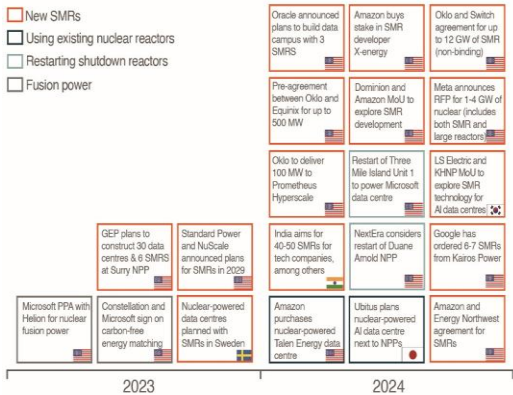 New SMRs
Using existing nuclear reactors
Restarting shutdown reactors
Fusion power
Oracle announced
plans to build data
campus with 3
SMRS
Amazon buys
stake in SMR
developer
X-energy
Oklo and Switch
agreement for up
to 12 GW of SMR
(non-binding)
Pre-agreement
between Oklo and
Equinix for up to
500 MW
Dominion and
Amazon MoU to
explore SMR
development
Meta announces
RFP for 1-4 GW of
nuclear (includes
both SMR and
large reactors)
Oklo to deliver
100 MW to
Prometheus
Hyperscale
Restart of Three
Mile Island Unit 1
to power Microsoft
data centre
LS Electric and
KHNP MoU to
explore SMR
technology for
AI data centres
GEP plans to
construct 30 data
centres & 6 SMRs
at Surry NPP
Standard Power
and NuScale
announced plans
for SMRs in 2029
India aims for
40-50 SMRs for
tech companies,
among others
NextEra considers
restart of Duane
Arnold NPP
Google has
ordered 6-7 SMRs
from Kairos Power
Microsoft PPA with
Helion for nuclear
fusion power
Constellation and
Microsoft sign on
carbon-free
energy matching
Nuclear-powered
data centres
planned with
SMRs in Sweden
Amazon
purchases
nuclear-powered
Talen Energy data
centre
Ubitus plans
nuclear-powered
AI data centre
next to NPPs
Amazon and
Energy Northwest
agreement for
SMRs
2023
2024